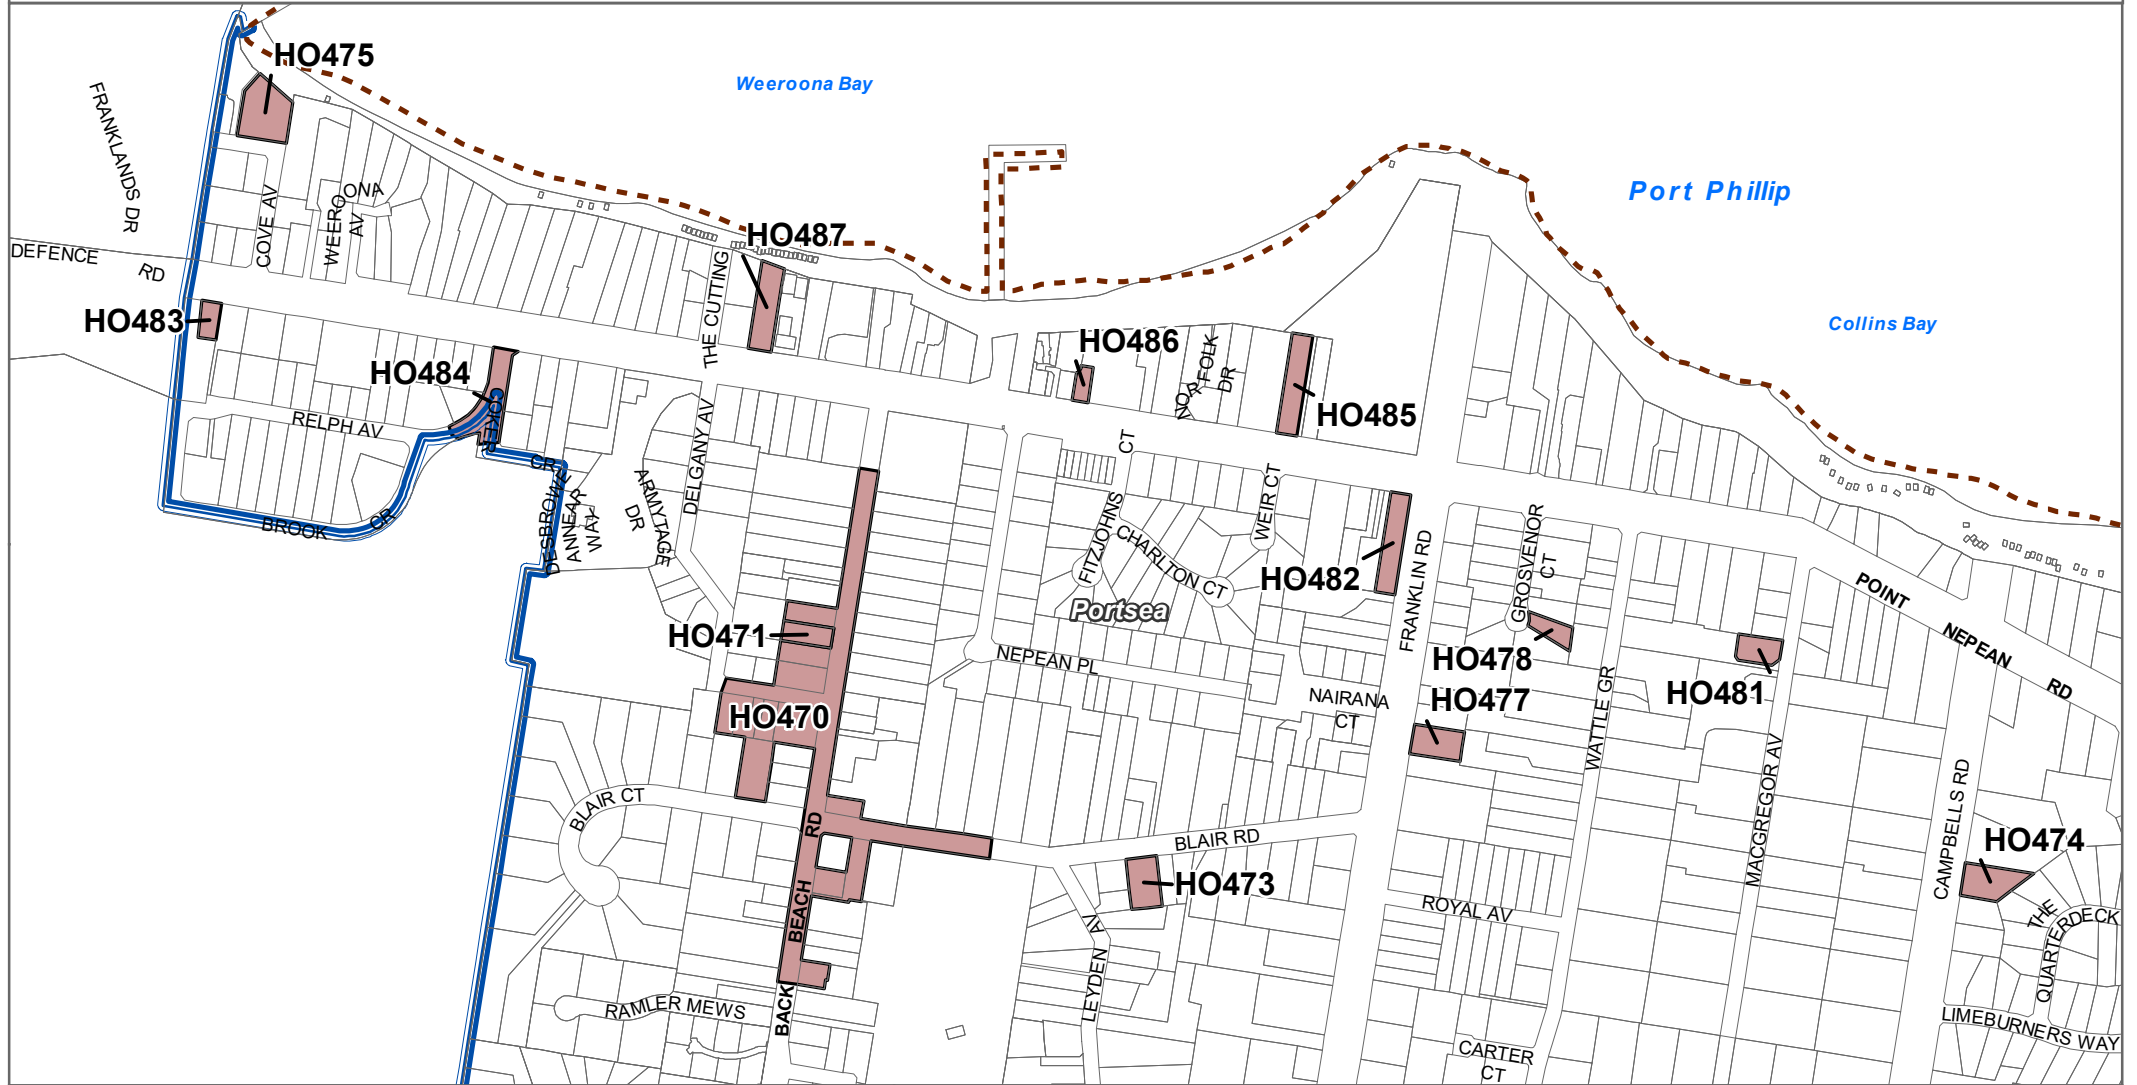 HO475
Weeroona Bay
FRANKLANDS DR
Port Phillip
WEEROONA
AV
COVE AV
HO487
DEFENCE
RD
THE CUTTING
HO483
Collins Bay
HO486
NORFOLK
DR
HO484
HO485
COKER
CR
RELPH AV
DELGANY AV
CT
FITZJOHNS
WEIR CT
ARMYTAGE
DR
DESBROWE
ANNEAR
WAY
BROOK
CR
CHARLTON CT
HO482
FRANKLIN RD
GROSVENOR
CT
POINT
NEPEAN
RD
Portsea
HO471
NEPEAN PL
HO478
HO481
NAIRANA
CT
HO477
WATTLE GR
HO470
MACGREGOR AV
CAMPBELLS RD
BLAIR CT
BLAIR RD
HO474
HO473
BACK
BEACH
RD
ROYAL AV
THE
QUARTERDECK
LEYDEN AV
RAMLER MEWS
LIMEBURNERS WAY
CARTER
CT